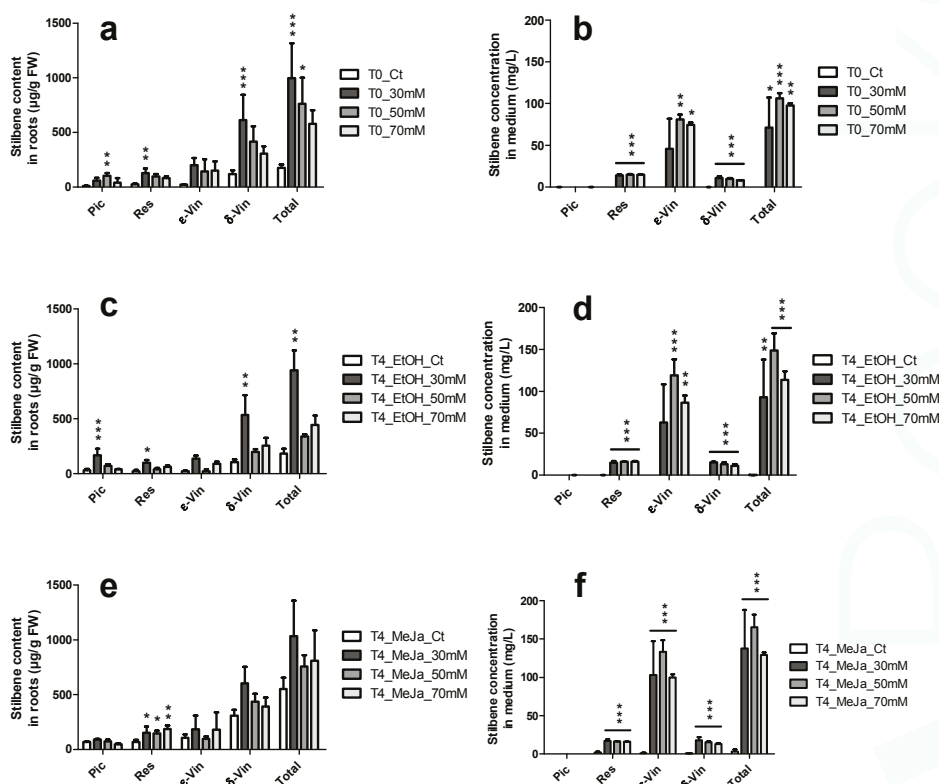 a
Stilbene content
in roots (µg/g FW)
1500
1000
500
0
***
**
**
***
*
Pic
Res
ε-Vin
δ-Vin
Total
T0_Ct
T0_30mM
T0_50mM
T0_70mM
b
Stilbene concentration
in medium (mg/L)
200
150
100
50
0
***
**
*
***
*
***
**
Pic
Res
ε-Vin
δ-Vin
Total
T0_Ct
T0_30mM
T0_50mM
T0_70mM
c
Stilbene content
in roots (µg/g FW)
1500
1000
500
0
***
*
**
**
Pic
Res
ε-Vin
δ-Vin
Total
T4_EtOH_Ct
T4_EtOH_30mM
T4_EtOH_50mM
T4_EtOH_70mM
d
Stilbene concentration
in medium (mg/L)
200
150
100
50
0
***
***
**
***
**
***
Pic
Res
ε-Vin
δ-Vin
Total
T4_EtOH_Ct
T4_EtOH_30mM
T4_EtOH_50mM
T4_EtOH_70mM
e
Stilbene content
in roots (µg/g FW)
1500
1000
500
0
*
*
**
Pic
Res
ε-Vin
δ-Vin
Total
T4_MeJa_Ct
T4_MeJa_30mM
T4_MeJa_50mM
T4_MeJa_70mM
f
Stilbene concentration
in medium (mg/L)
200
150
100
50
0
***
***
***
***
Pic
Res
ε-Vin
δ-Vin
Total
T4_MeJa_Ct
T4_MeJa_30mM
T4_MeJa_50mM
T4_MeJa_70mM